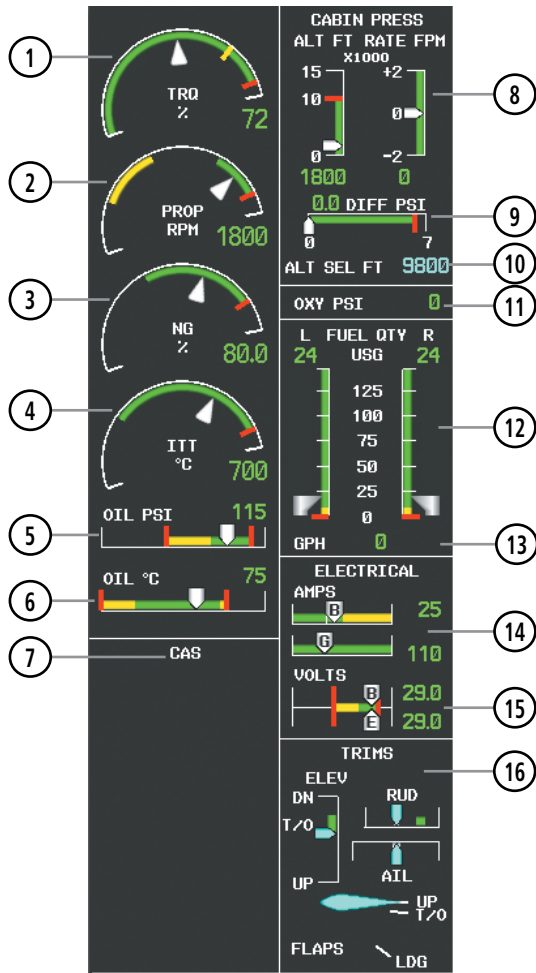 1
TRQ
%
72
2
PROP
RPM
1800
3
NG
%
80.0
4
ITT
°C
700
5
OIL PSI 115
6
OIL °C 75
7
CAS
CABIN PRESS
ALT FT RATE FPM
X1000
15 +2
10 0
0 -2
8
1800 0
0.0 DIFF PSI
9
0 7
ALT SEL FT 9800
10
OXY PSI 0
11
L FUEL QTY R
24 USG 24
125
100
75
50
25
0
12
GPH 0
13
ELECTRICAL
AMPS
B 25
G 110
14
VOLTS
B 29.0
E 29.0
15
TRIMS
16
ELEV
DN RUD
T/O
UP AIL
UP
T/O
FLAPS LDG